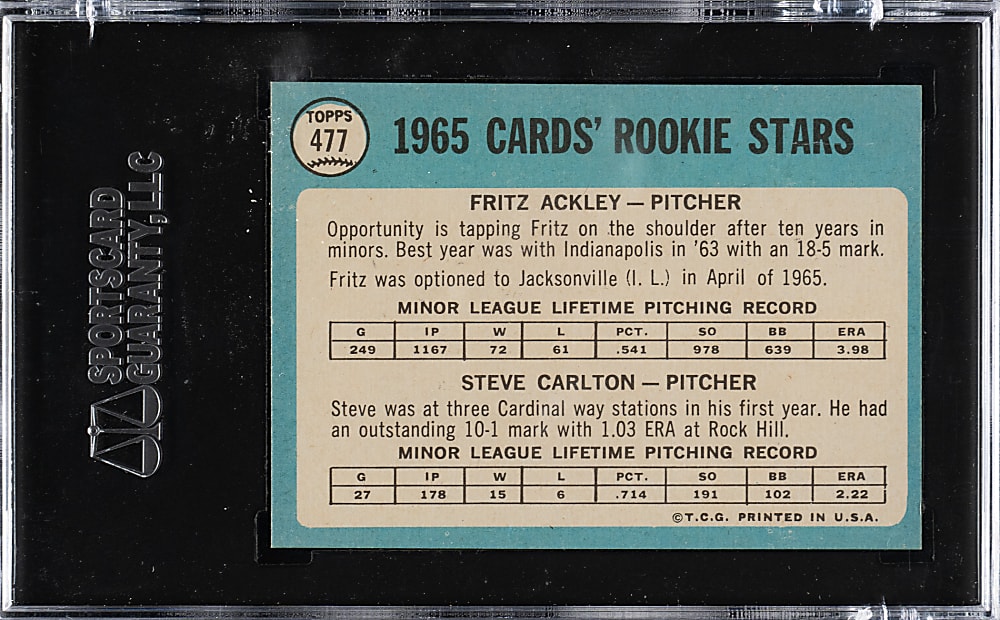 SPORTSCARD
GUARANTY, LLC
TOPPS
477
1965 CARDS' ROOKIE STARS
FRITZ ACKLEY — PITCHER
Opportunity is tapping Fritz on the shoulder after ten years in
minors. Best year was with Indianapolis in '63 with an 18-5 mark.
Fritz was optioned to Jacksonville (I. L.) in April of 1965.
MINOR LEAGUE LIFETIME PITCHING RECORD
G IP W L PCT. SO BB ERA
249 1167 72 61 .541 978 639 3.98
STEVE CARLTON — PITCHER
Steve was at three Cardinal way stations in his first year. He had
an outstanding 10-1 mark with 1.03 ERA at Rock Hill.
MINOR LEAGUE LIFETIME PITCHING RECORD
G IP W L PCT. SO BB ERA
27 178 15 6 .714 191 102 2.22
©T.C.G. PRINTED IN U.S.A.